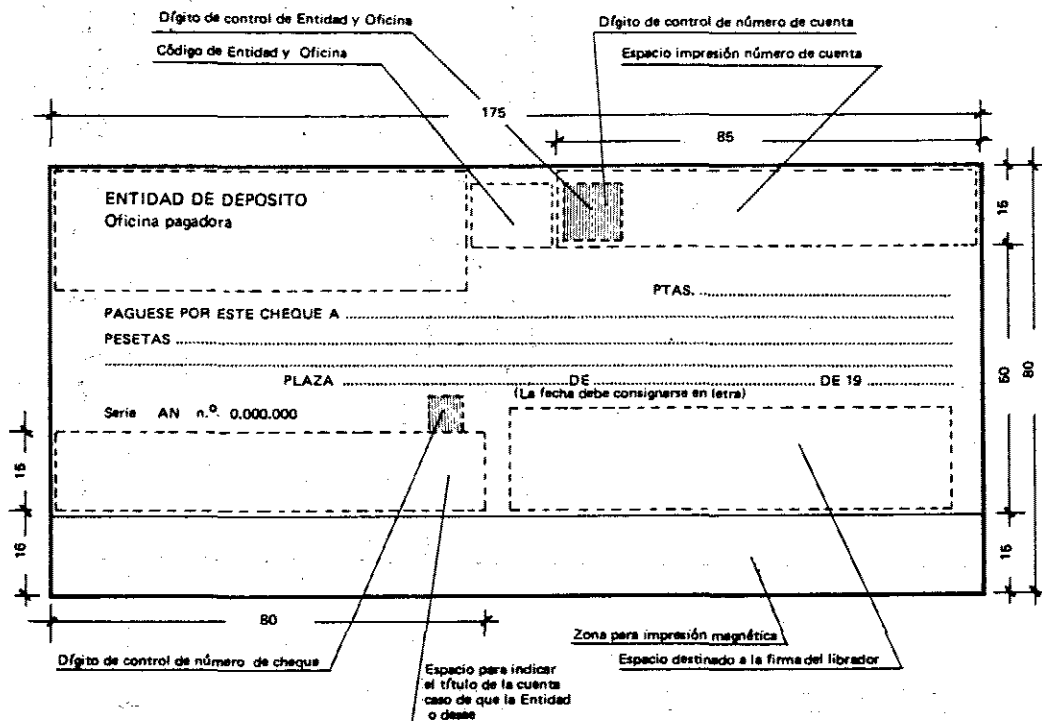 Dígito de control de Entidad y Oficina
Dígito de control de número de cuenta
Código de Entidad y Oficina
Espacio impresión número de cuenta
175
85
ENTIDAD DE DEPOSITO
Oficina pagadora
15
PTAS.
PAGUESE POR ESTE CHEQUE A
PESETAS
50
80
PLAZA DE DE 19
(La fecha debe consignarse en letra)
Serie AN n.º 0.000.000
15
15
15
80
Zona para impresión magnética
Dígito de control de número de cheque
Espacio destinado a la firma del librador
Espacio para indicar
el título de la cuenta
caso de que la Entidad
o desee